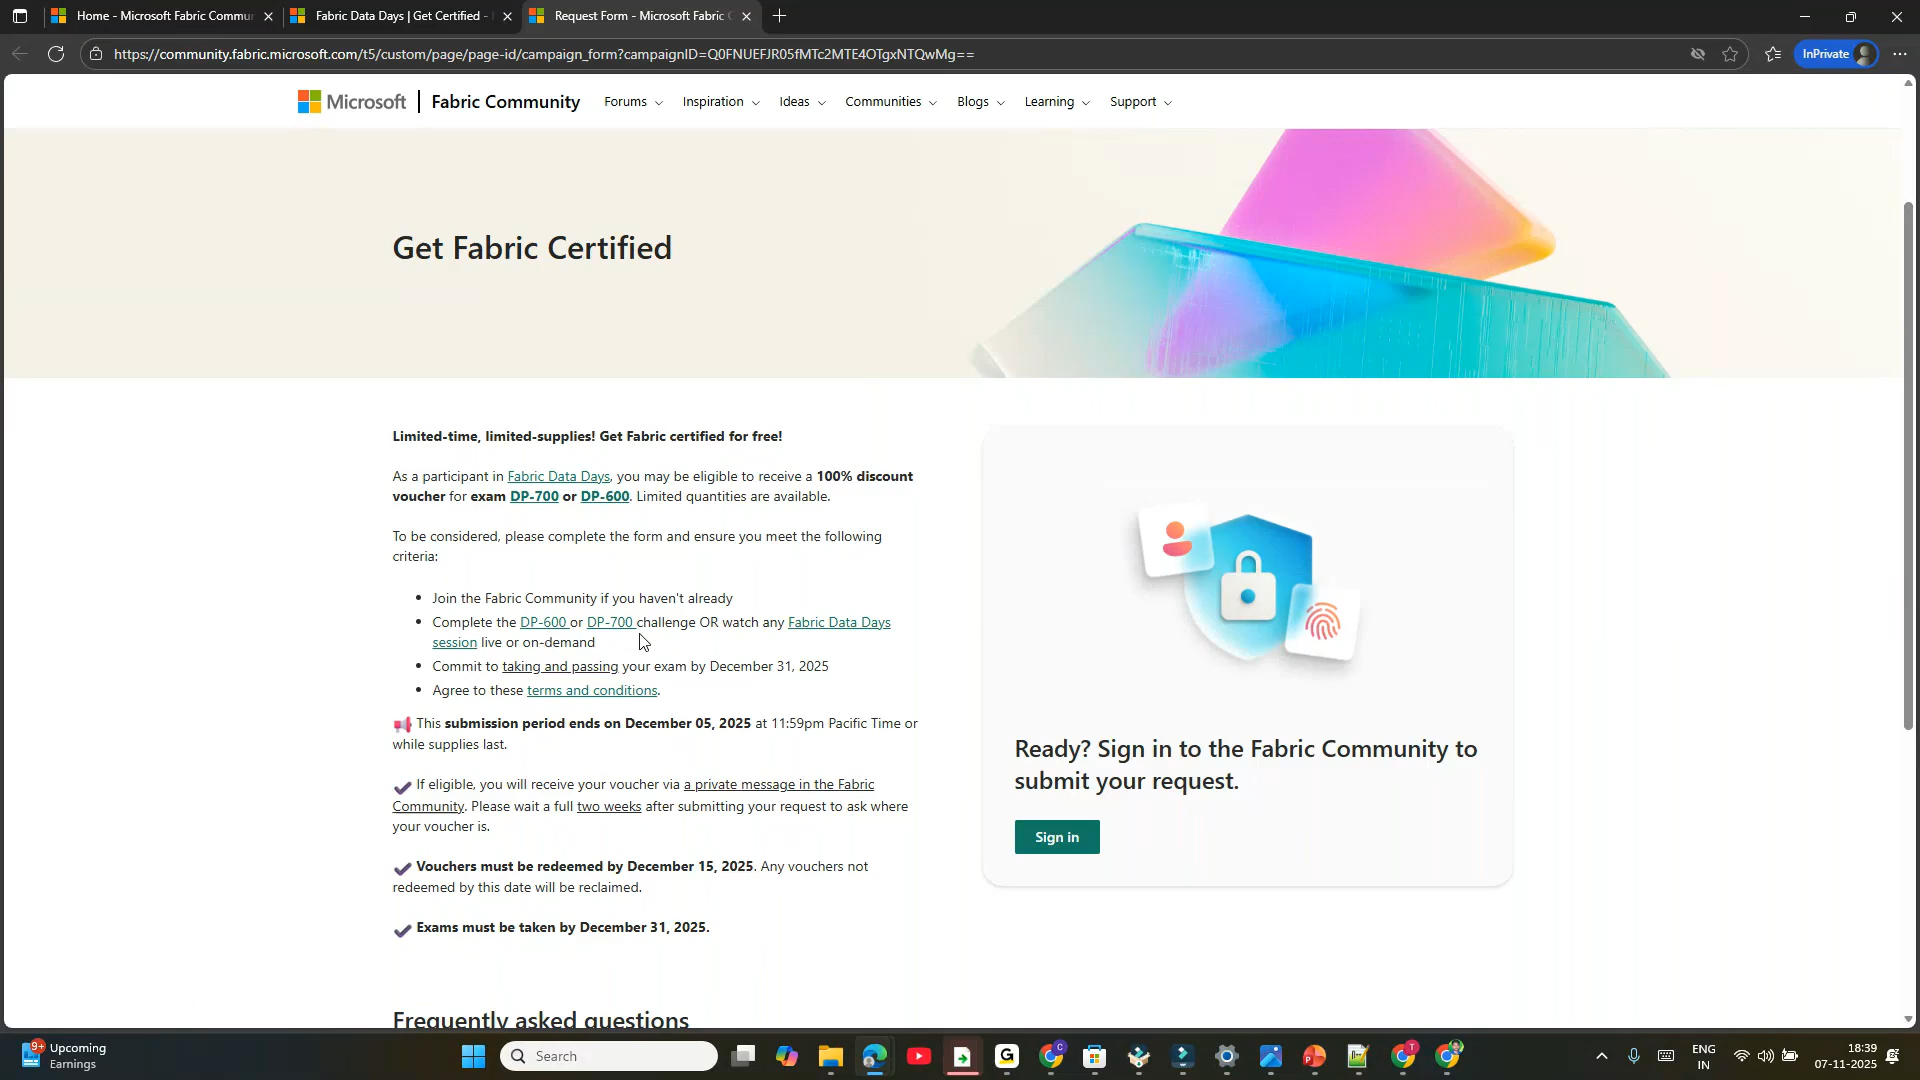 Home - Microsoft Fabric Commun
Fabric Data Days | Get Certified -
Request Form - Microsoft Fabric C
https://community.fabric.microsoft.com/t5/custom/page/page-id/campaign_form?campaignID=Q0FNUEFJR05fMTc2MTE4OTgxNTQwMg==
InPrivate
Microsoft | Fabric Community Forums Inspiration Ideas Communities Blogs Learning Support
Get Fabric Certified
Limited-time, limited-supplies! Get Fabric certified for free!
As a participant in Fabric Data Days, you may be eligible to receive a 100% discount
voucher for exam DP-700 or DP-600. Limited quantities are available.
To be considered, please complete the form and ensure you meet the following
criteria:
• Join the Fabric Community if you haven't already
• Complete the DP-600 or DP-700 challenge OR watch any Fabric Data Days
session live or on-demand
• Commit to taking and passing your exam by December 31, 2025
• Agree to these terms and conditions.
This submission period ends on December 05, 2025 at 11:59pm Pacific Time or
while supplies last.
If eligible, you will receive your voucher via a private message in the Fabric
Community. Please wait a full two weeks after submitting your request to ask where
your voucher is.
Vouchers must be redeemed by December 15, 2025. Any vouchers not
redeemed by this date will be reclaimed.
Exams must be taken by December 31, 2025.
Ready? Sign in to the Fabric Community to
submit your request.
Sign in
Frequently asked questions
9+
Upcoming
Earnings
Search
G
C
P
T
ENG
IN
18:39
07-11-2025